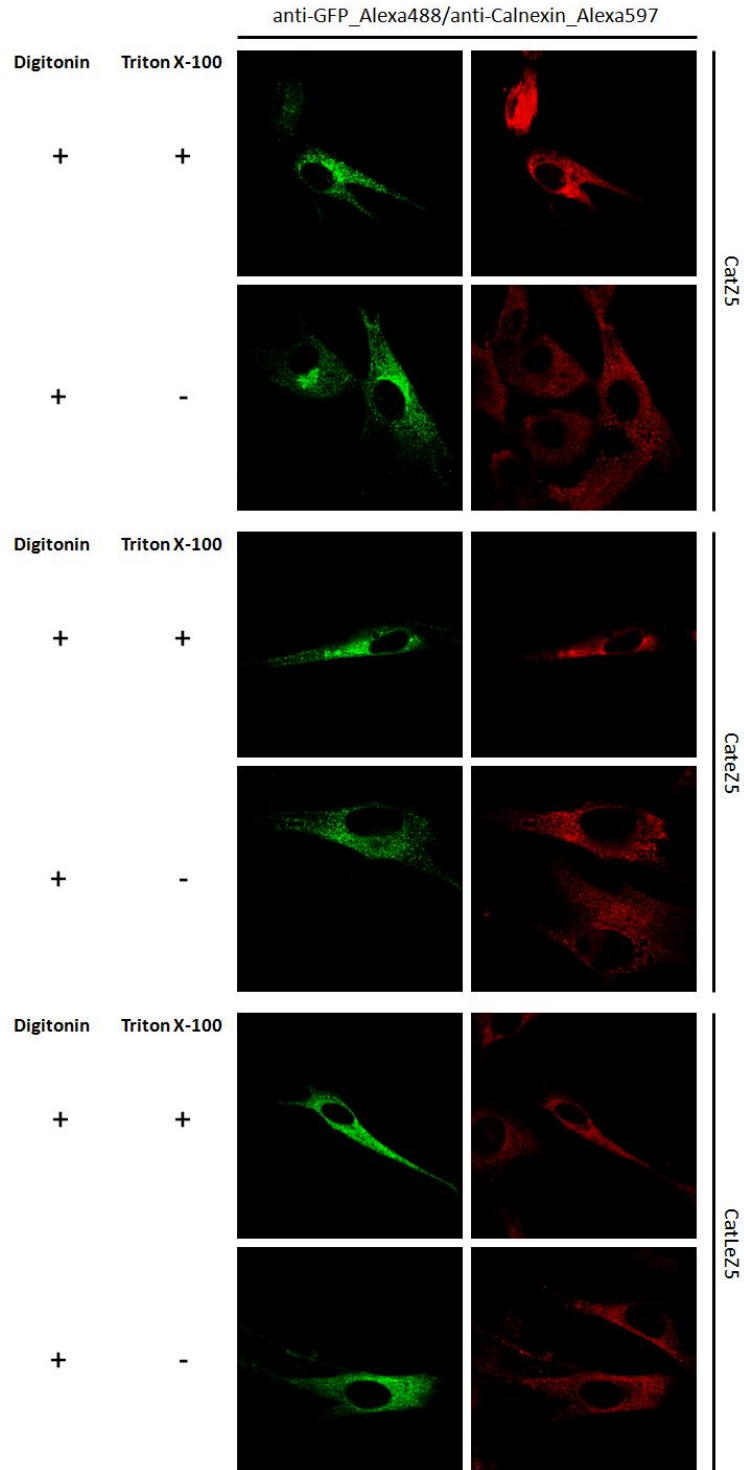 anti-GFP_Alexa488/anti-Calnexin_Alexa597
Digitonin Triton X-100
+ +
CatZ5
+ -
Digitonin Triton X-100
+ +
CateZ5
+ -
Digitonin Triton X-100
+ +
CatLeZ5
+ -